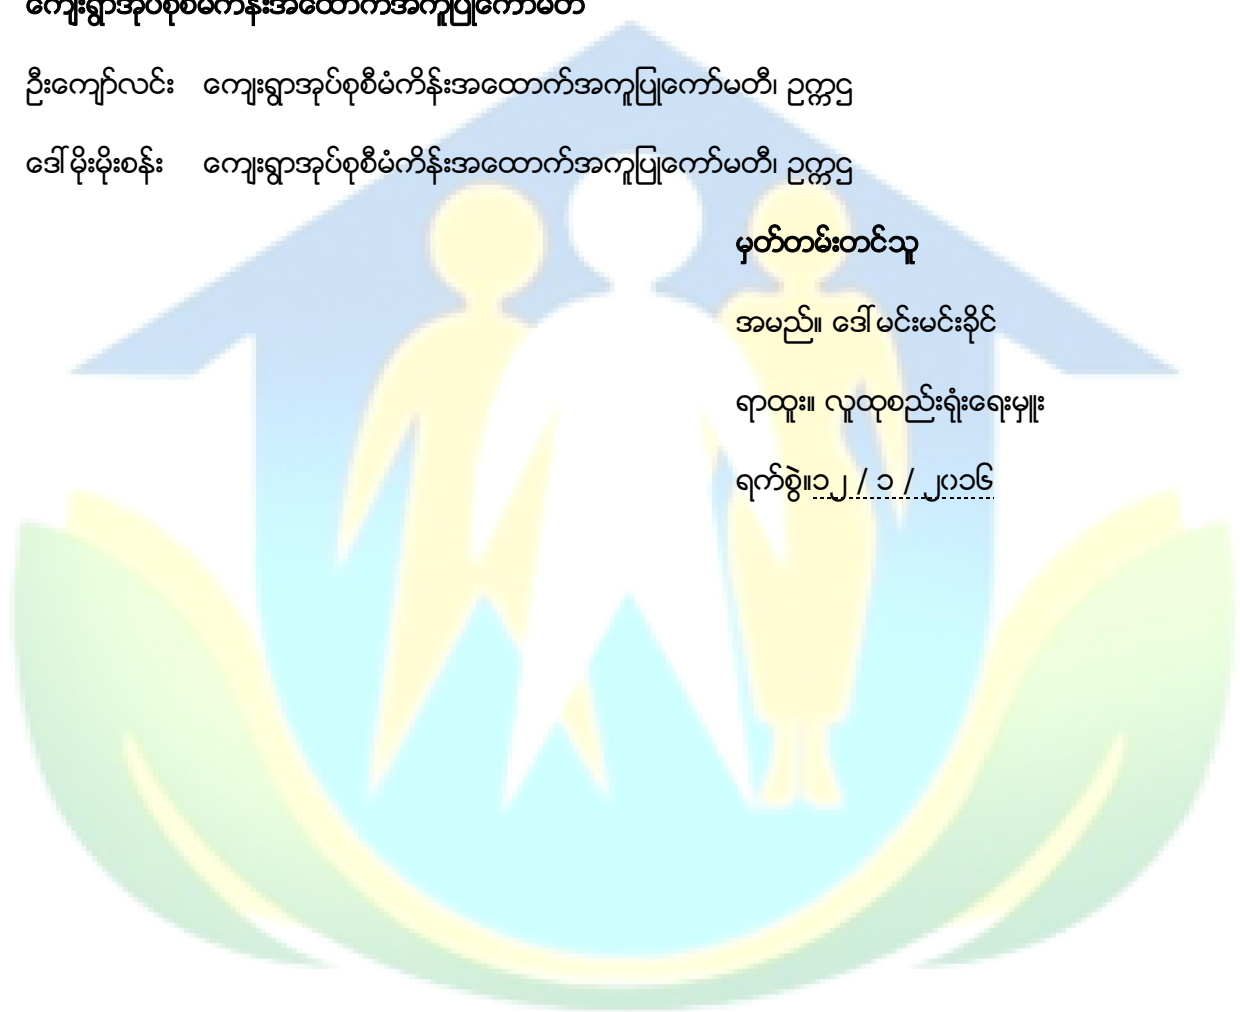 ကျေးရွာအုပ်စုစီမံကိန်းအထောက်အကူပြုကော်မတီ
ဦးကျော်လင်း ကျေးရွာအုပ်စုစီမံကိန်းအထောက်အကူပြုကော်မတီ၊ ဥက္ကဌ
ဒေါ်မိုးမိုးစန်း ကျေးရွာအုပ်စုစီမံကိန်းအထောက်အကူပြုကော်မတီ၊ ဥက္ကဌ
မှတ်တမ်းတင်သူ
အမည်။ ဒေါ်မင်းမင်းခိုင်
ရာထူး။ လူထုစည်းရုံးရေးမှူး
ရက်စွဲ။၁၂ / ၁ / ၂၀၁၆